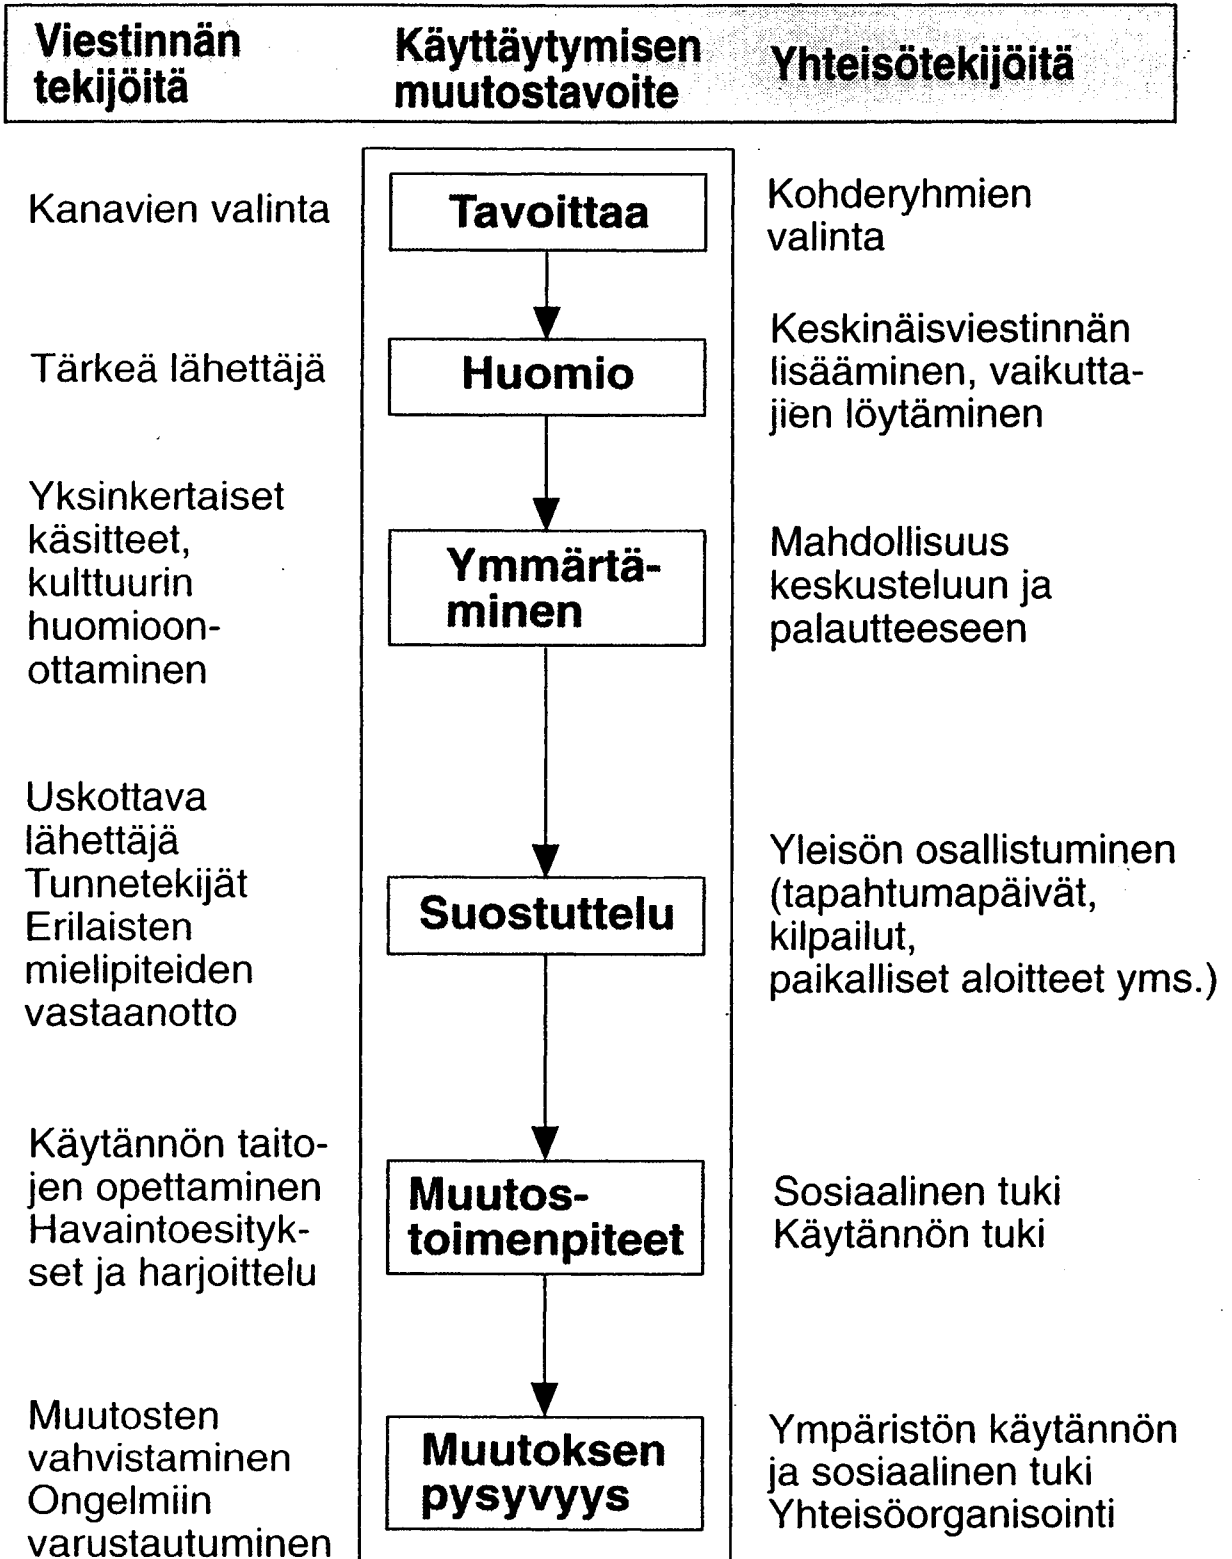 Viestinnän
tekijöitä
Käyttäytymisen
muutostavoite
Yhteisötekijöitä
Kanavien valinta
Tavoittaa
Kohderyhmien
valinta
Tärkeä lähettäjä
Huomio
Keskinäisviestinnän
lisääminen, vaikutta-
jien löytäminen
Yksinkertaiset
käsitteet,
kulttuurin
huomioon-
ottaminen
Ymmärtä-
minen
Mahdollisuus
keskusteluun ja
palautteeseen
Uskottava
lähettäjä
Tunnetekijät
Erilaisten
mielipiteiden
vastaanotto
Suostuttelu
Yleisön osallistuminen
(tapahtumapäivät,
kilpailut,
paikalliset aloitteet yms.)
Käytännön taito-
jen opettaminen
Havaintoesityk-
set ja harjoittelu
Muutos-
toimenpiteet
Sosiaalinen tuki
Käytännön tuki
Muutosten
vahvistaminen
Ongelmiin
varustautuminen
Muutoksen
pysyvyys
Ympäristön käytännön
ja sosiaalinen tuki
Yhteisöorganisointi